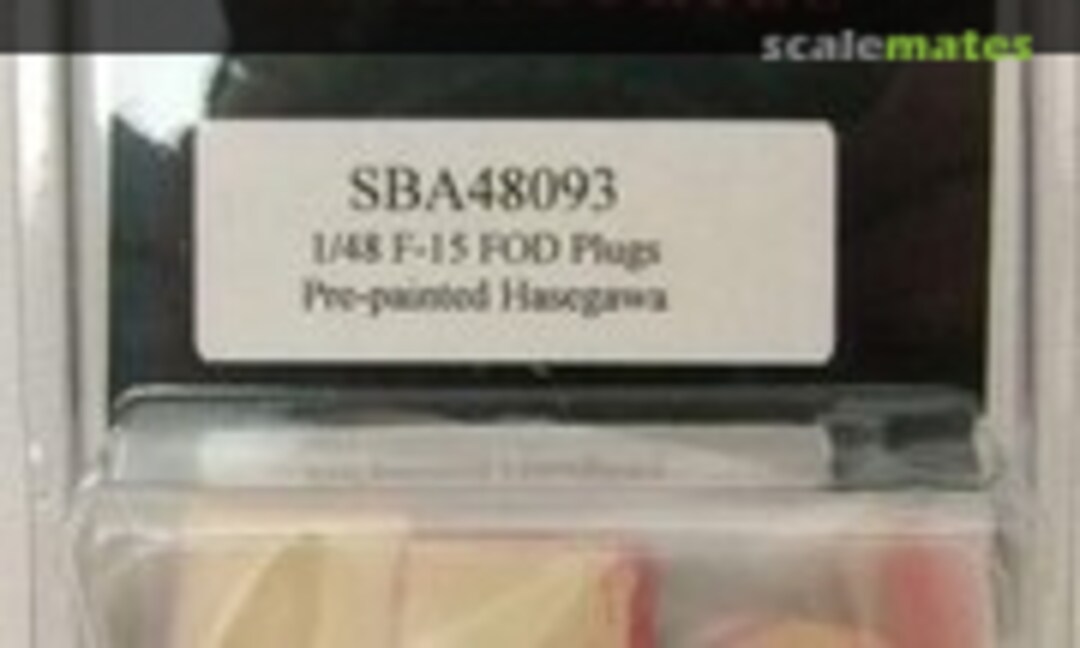 scalemates
SBA48093
1/48 F-15 FOD Plugs
Pre-painted Hasegawa